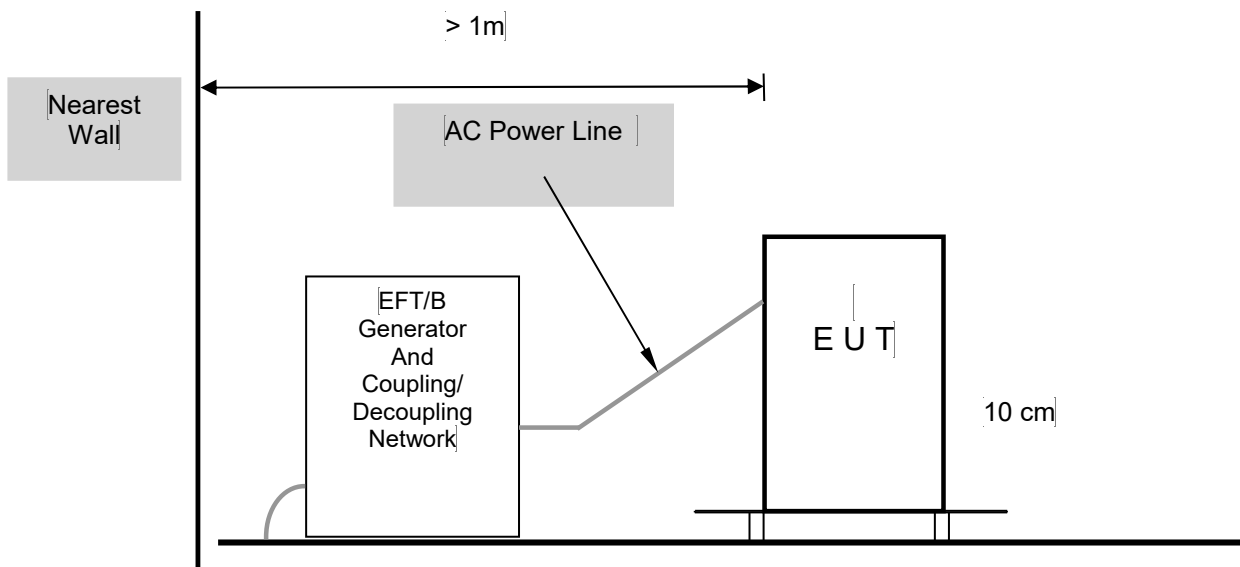 > 1m
Nearest
Wall
AC Power Line
EFT/B
Generator
And
Coupling/
Decoupling
Network
E U T
10 cm